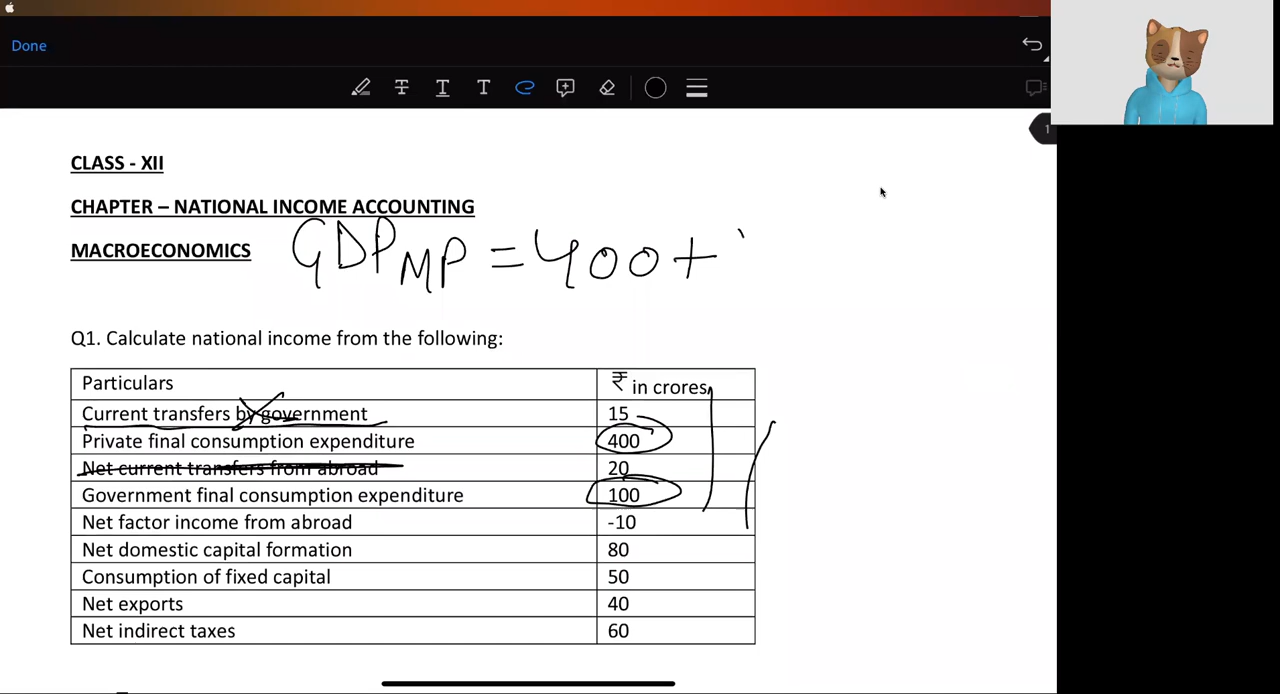 Done
T T T
1
CLASS - XII
CHAPTER – NATIONAL INCOME ACCOUNTING
MACROECONOMICS
GDP MP = 400 +
Q1. Calculate national income from the following:
Particulars ₹ in crores
Current transfers by government 15
Private final consumption expenditure 400
Net current transfers from abroad 20
Government final consumption expenditure 100
Net factor income from abroad -10
Net domestic capital formation 80
Consumption of fixed capital 50
Net exports 40
Net indirect taxes 60